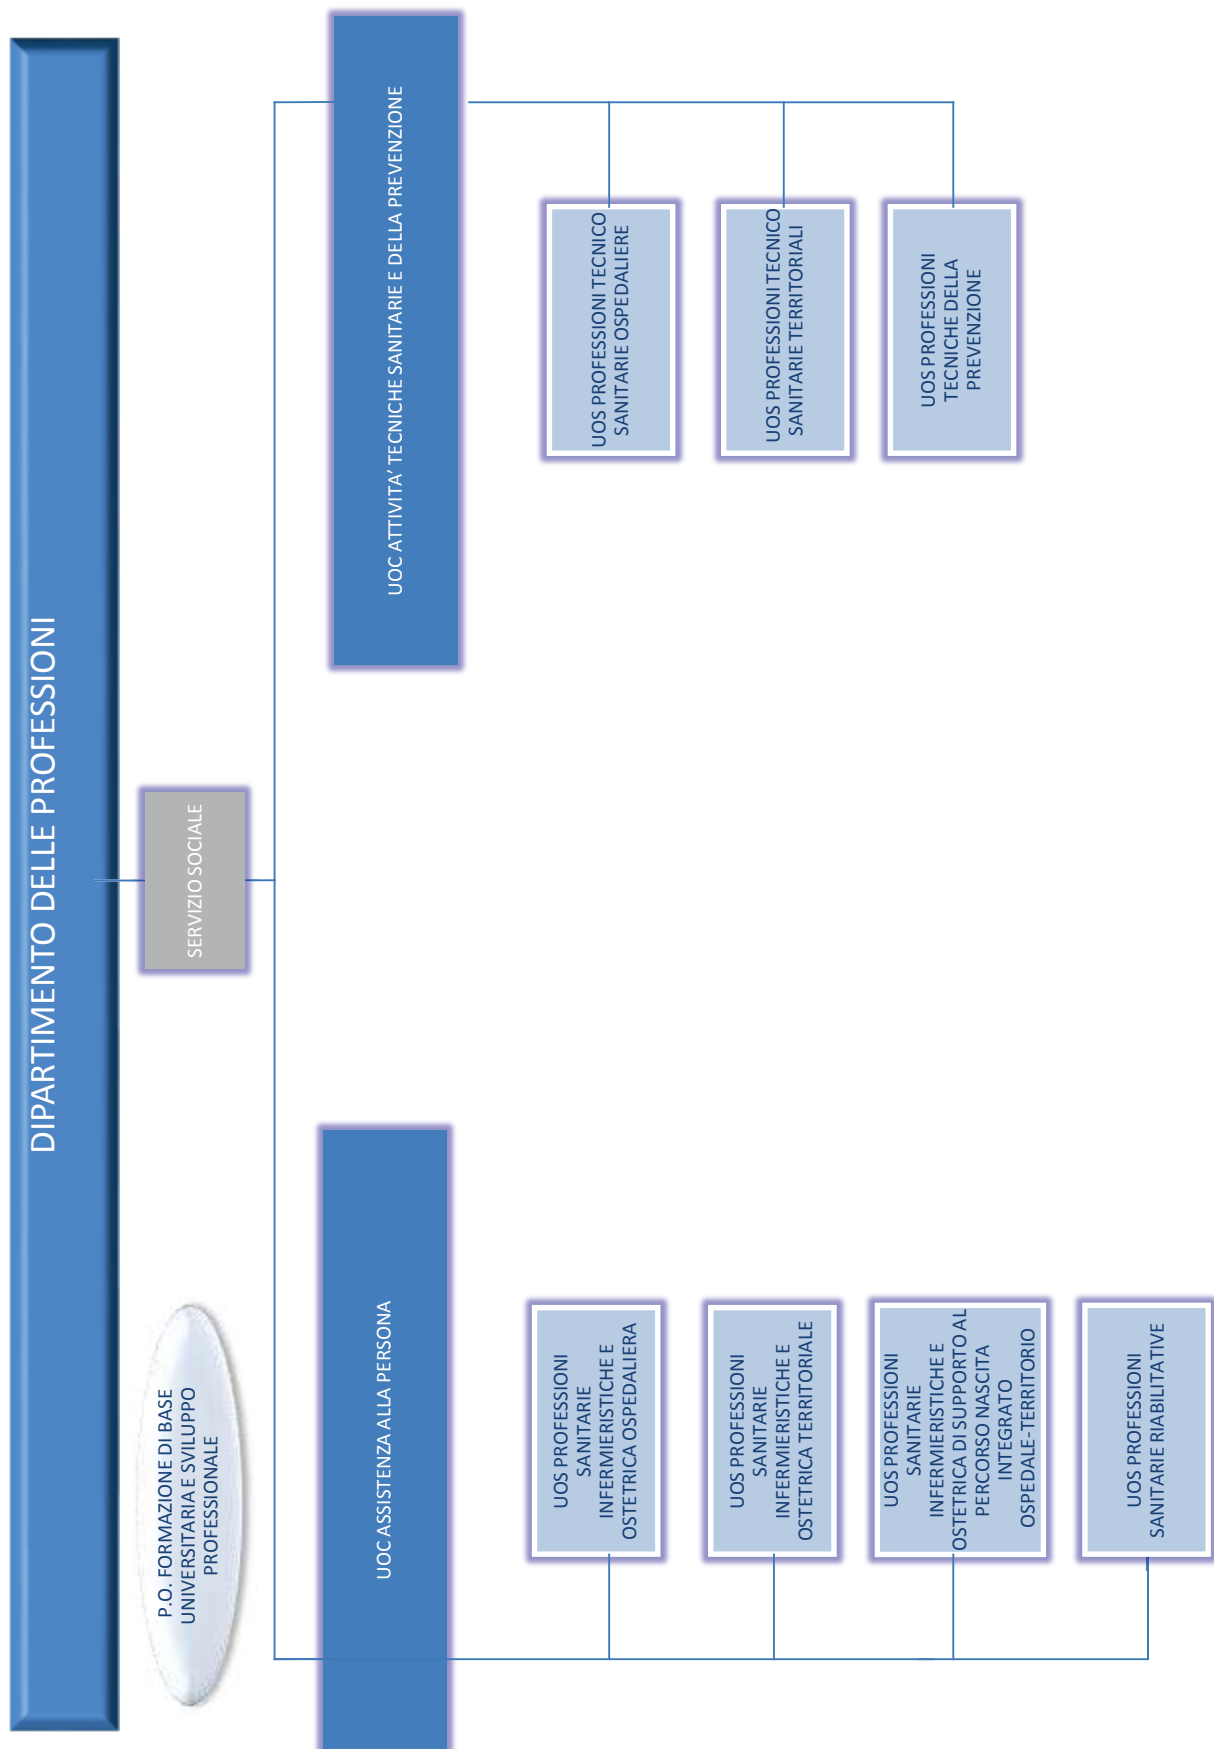 DIPARTIMENTO DELLE PROFESSIONI
P.O. FORMAZIONE DI BASE
UNIVERSITARIA E SVILUPPO
PROFESSIONALE
SERVIZIO SOCIALE
UOC ASSISTENZA ALLA PERSONA
UOC ATTIVITA’ TECNICHE SANITARIE E DELLA PREVENZIONE
UOS PROFESSIONI
SANITARIE
INFERMIERISTICHE E
OSTETRICA OSPEDALIERA
UOS PROFESSIONI
SANITARIE
INFERMIERISTICHE E
OSTETRICA TERRITORIALE
UOS PROFESSIONI
SANITARIE
INFERMIERISTICHE E
OSTETRICA DI SUPPORTO AL
PERCORSO NASCITA
INTEGRATO
OSPEDALE-TERRITORIO
UOS PROFESSIONI
SANITARIE RIABILITATIVE
UOS PROFESSIONI TECNICO
SANITARIE OSPEDALIERE
UOS PROFESSIONI TECNICO
SANITARIE TERRITORIALI
UOS PROFESSIONI
TECNICHE DELLA
PREVENZIONE